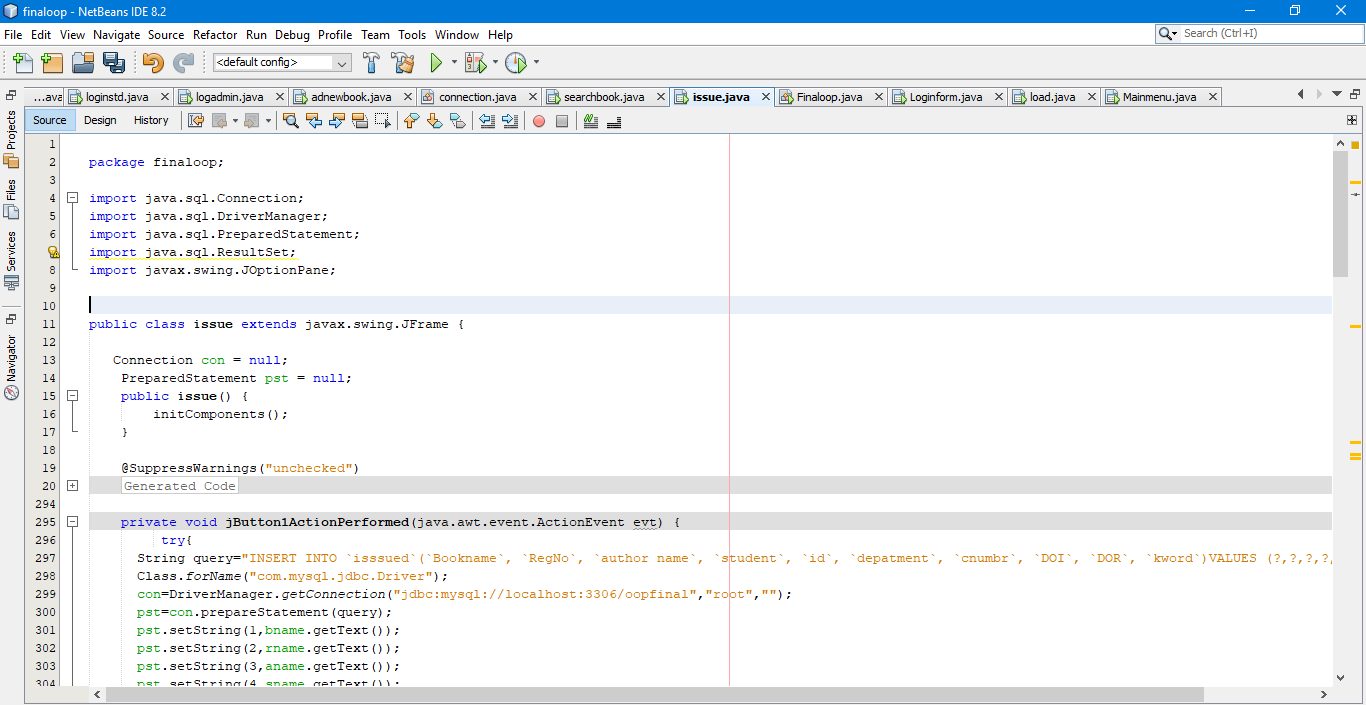 finaloop - NetBeans IDE 8.2
File Edit View Navigate Source Refactor Run Debug Profile Team Tools Window Help
Search (Ctrl+I)
<default config>
...ava loginstd.java logadmin.java adnewbook.java connection.java searchbook.java issue.java Finaloop.java Loginform.java load.java Mainmenu.java
Source Design History
Projects
Files
Services
Navigator
1
2 package finaloop;
3
4 import java.sql.Connection;
5 import java.sql.DriverManager;
6 import java.sql.PreparedStatement;
import java.sql.ResultSet;
8 import javax.swing.JOptionPane;
9
10
11 public class issue extends javax.swing.JFrame {
12
13 Connection con = null;
14 PreparedStatement pst = null;
15 public issue() {
16 initComponents();
17 }
18
19 @SuppressWarnings("unchecked")
20 Generated Code
294
295 private void jButton1ActionPerformed(java.awt.event.ActionEvent evt) {
296 try{
297 String query="INSERT INTO `isssued`(`Bookname`, `RegNo`, `author name`, `student`, `id`, `depatment`, `cnumbr`, `DOI`, `DOR`, `kword`)VALUES (?,?,?,?,
298 Class.forName("com.mysql.jdbc.Driver");
299 con=DriverManager.getConnection("jdbc:mysql://localhost:3306/oopfinal","root","");
300 pst=con.prepareStatement(query);
301 pst.setString(1,bname.getText());
302 pst.setString(2,rname.getText());
303 pst.setString(3,aname.getText());
304 pst.setString(4,sname.getText());